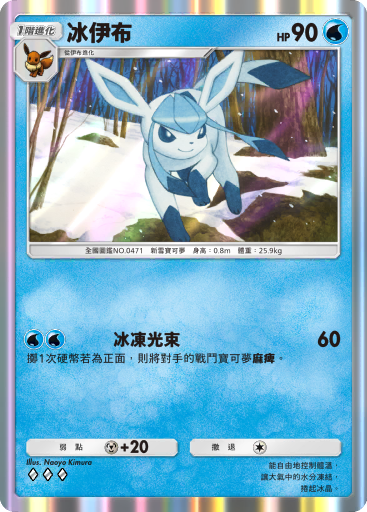 1階進化
冰伊布
HP 90
從伊布進化
全國圖鑑NO.0471 新雪寶可夢 身高：0.8m 體重：25.9kg
冰凍光束 60
擲1次硬幣若為正面，則將對手的戰鬥寶可夢麻痺。
弱點 +20 撤退
Illus. Naoyo Kimura
能自由地控制體溫，
讓大氣中的水分凍結，
捲起冰晶。